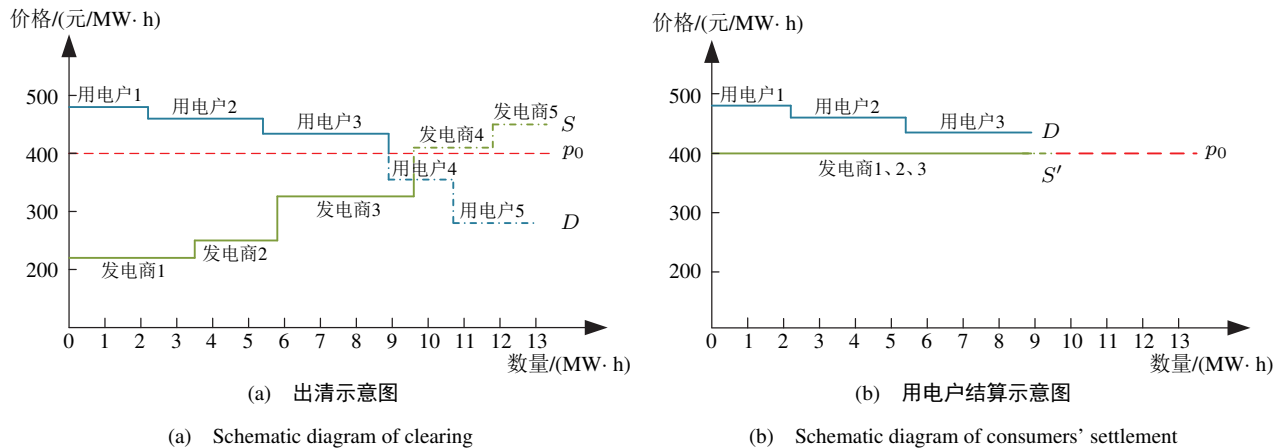 价格/(元/MW· h)
500
400
300
200
用电户1
用电户2
用电户3
用电户4
用电户5
发电商1
发电商2
发电商3
发电商4
发电商5
S
p0
D
0 1 2 3 4 5 6 7 8 9 10 11 12 13
数量/(MW· h)
(a) 出清示意图
(a) Schematic diagram of clearing
价格/(元/MW· h)
500
400
300
200
用电户1
用电户2
用电户3
D
p0
发电商1、2、3
S′
0 1 2 3 4 5 6 7 8 9 10 11 12 13
数量/(MW· h)
(b) 用电户结算示意图
(b) Schematic diagram of consumers' settlement